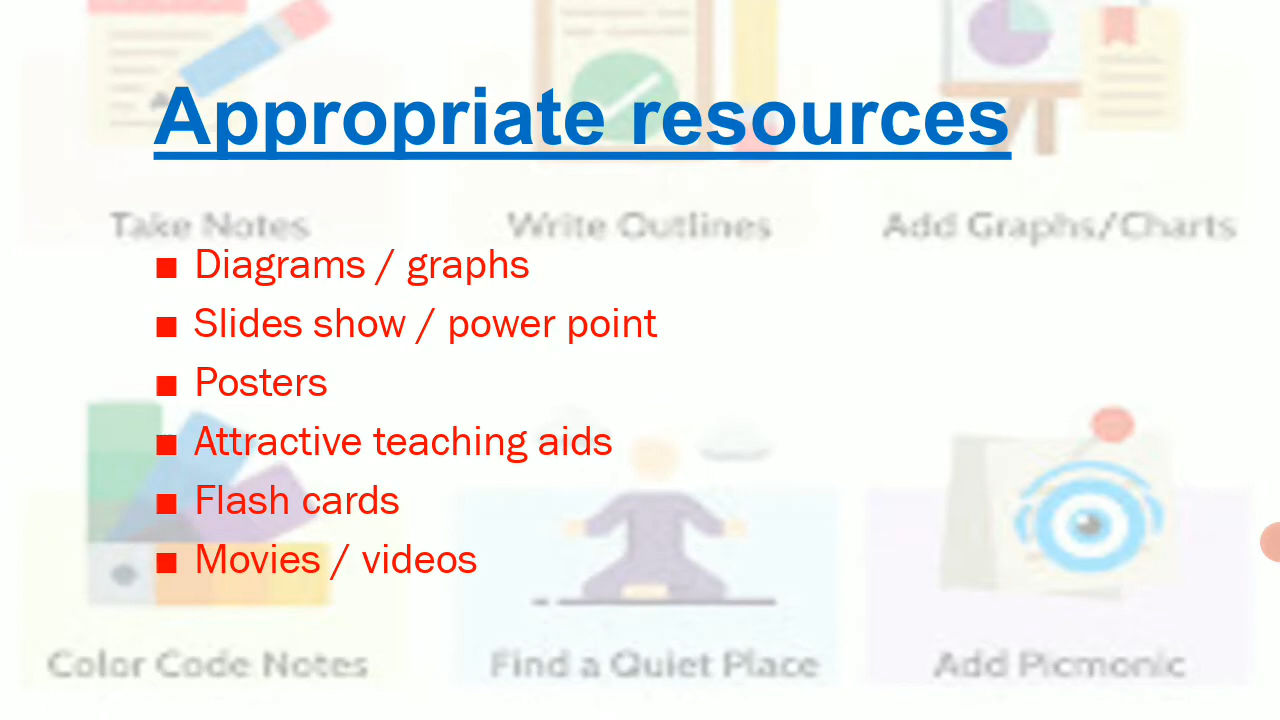 Appropriate resources
Take Notes
Write Outlines
Add Graphs/Charts
■ Diagrams / graphs
■ Slides show / power point
■ Posters
■ Attractive teaching aids
■ Flash cards
■ Movies / videos
Color Code Notes
Find a Quiet Place
Add Picmonic